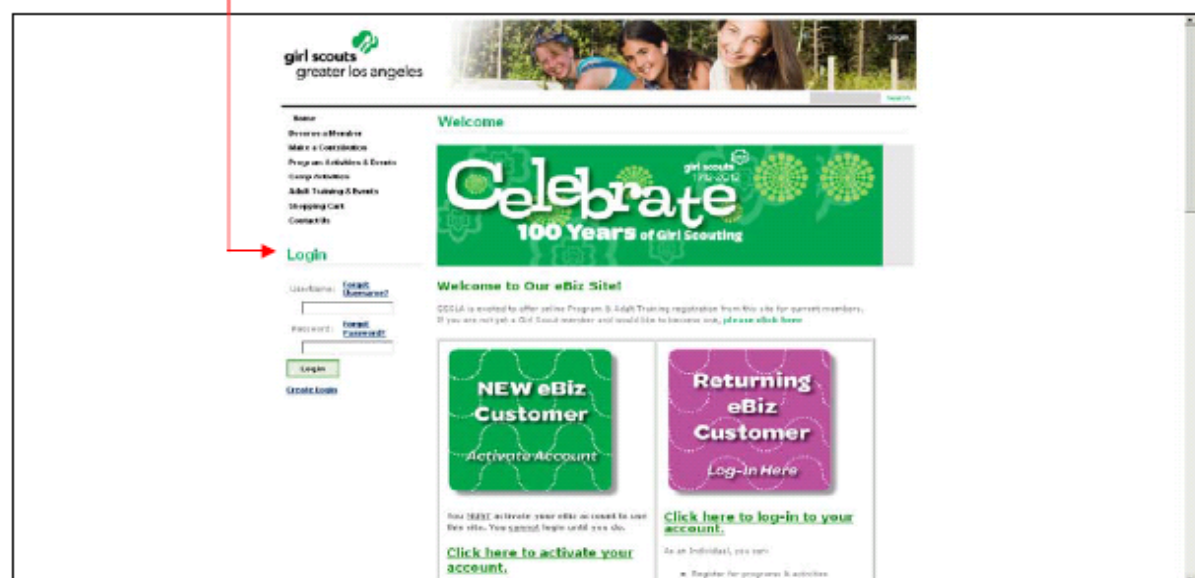 girl scouts
greater los angeles
Login
Search
Home
Become a Member
Make a Contribution
Program Activities & Events
Camp Activities
Adult Training & Events
Shopping Cart
Contact Us
Login
UserName: Forgot
Username?
Password: Forgot
Password?
Login
Create Login
Welcome
Celebrate
girl scouts
1912-2012
100 Years of Girl Scouting
Welcome to Our eBiz Site!
GSGLA is excited to offer online Program & Adult Training registration from this site for current members.
If you are not yet a Girl Scout member and would like to become one, please click here
NEW eBiz
Customer
Activate Account
You MUST activate your eBiz account to use
this site. You cannot login until you do.
Click here to activate your
account.
Returning
eBiz
Customer
Log-In Here
Click here to log-in to your
account.
As an Individual, you can:
Register for programs & activities